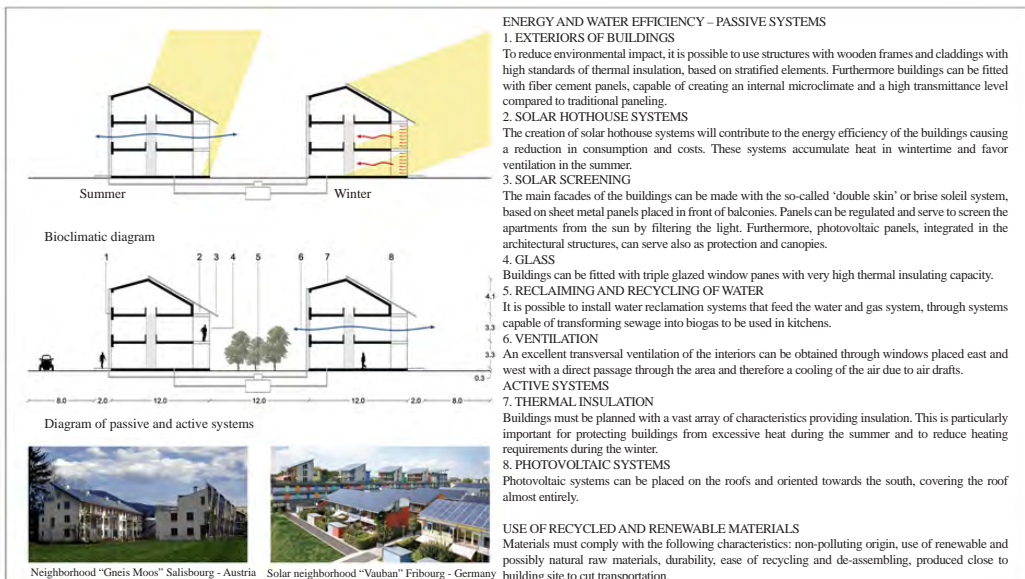 Summer
Winter
Bioclimatic diagram
1 2 3 4 5 6 7 8
4.1
3.3
3.3
0.3
8.0 2.0 12.0 12.0 12.0 2.0 8.0
Diagram of passive and active systems
Neighborhood “Gneis Moos” Salisbourg - Austria
Solar neighborhood “Vauban” Fribourg - Germany
ENERGY AND WATER EFFICIENCY – PASSIVE SYSTEMS
1. EXTERIORS OF BUILDINGS
To reduce environmental impact, it is possible to use structures with wooden frames and claddings with
high standards of thermal insulation, based on stratified elements. Furthermore buildings can be fitted
with fiber cement panels, capable of creating an internal microclimate and a high transmittance level
compared to traditional paneling.
2. SOLAR HOTHOUSE SYSTEMS
The creation of solar hothouse systems will contribute to the energy efficiency of the buildings causing
a reduction in consumption and costs. These systems accumulate heat in wintertime and favor
ventilation in the summer.
3. SOLAR SCREENING
The main facades of the buildings can be made with the so-called ‘double skin’ or brise soleil system,
based on sheet metal panels placed in front of balconies. Panels can be regulated and serve to screen the
apartments from the sun by filtering the light. Furthermore, photovoltaic panels, integrated in the
architectural structures, can serve also as protection and canopies.
4. GLASS
Buildings can be fitted with triple glazed window panes with very high thermal insulating capacity.
5. RECLAIMING AND RECYCLING OF WATER
It is possible to install water reclamation systems that feed the water and gas system, through systems
capable of transforming sewage into biogas to be used in kitchens.
6. VENTILATION
An excellent transversal ventilation of the interiors can be obtained through windows placed east and
west with a direct passage through the area and therefore a cooling of the air due to air drafts.
ACTIVE SYSTEMS
7. THERMAL INSULATION
Buildings must be planned with a vast array of characteristics providing insulation. This is particularly
important for protecting buildings from excessive heat during the summer and to reduce heating
requirements during the winter.
8. PHOTOVOLTAIC SYSTEMS
Photovoltaic systems can be placed on the roofs and oriented towards the south, covering the roof
almost entirely.
USE OF RECYCLED AND RENEWABLE MATERIALS
Materials must comply with the following characteristics: non-polluting origin, use of renewable and
possibly natural raw materials, durability, ease of recycling and de-assembling, produced close to
building site to cut transportation.